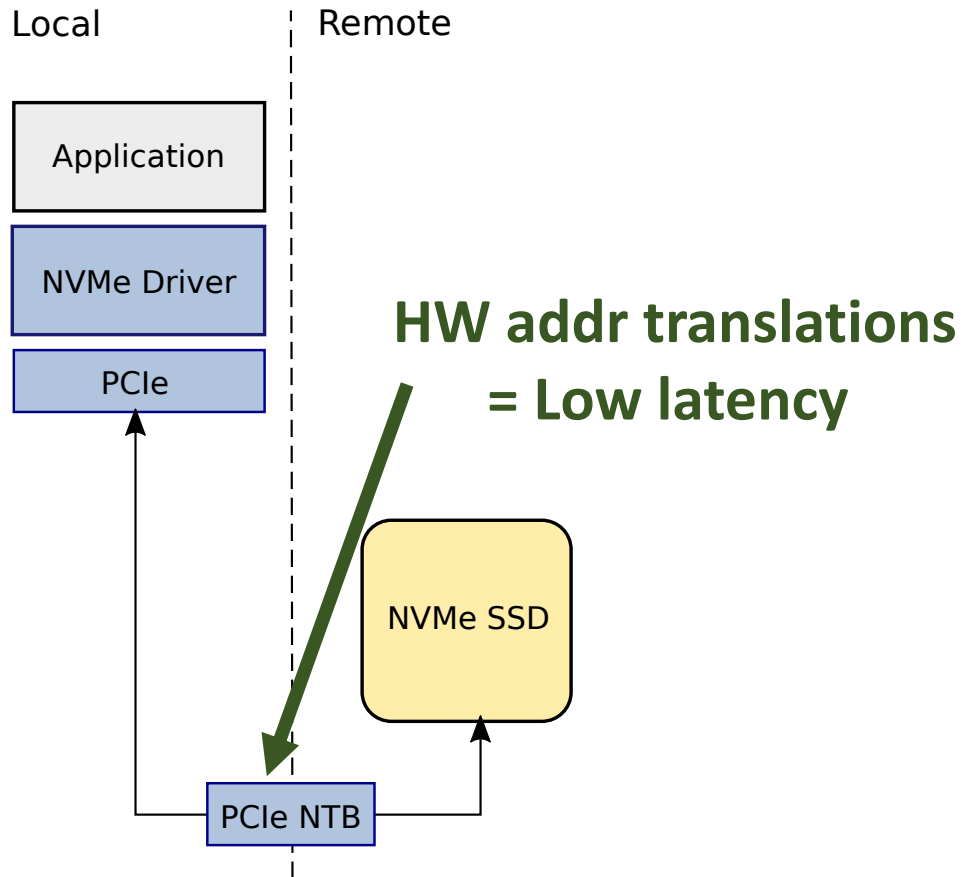 Local
Remote
Application
NVMe Driver
PCIe
HW addr translations
= Low latency
NVMe SSD
PCIe NTB